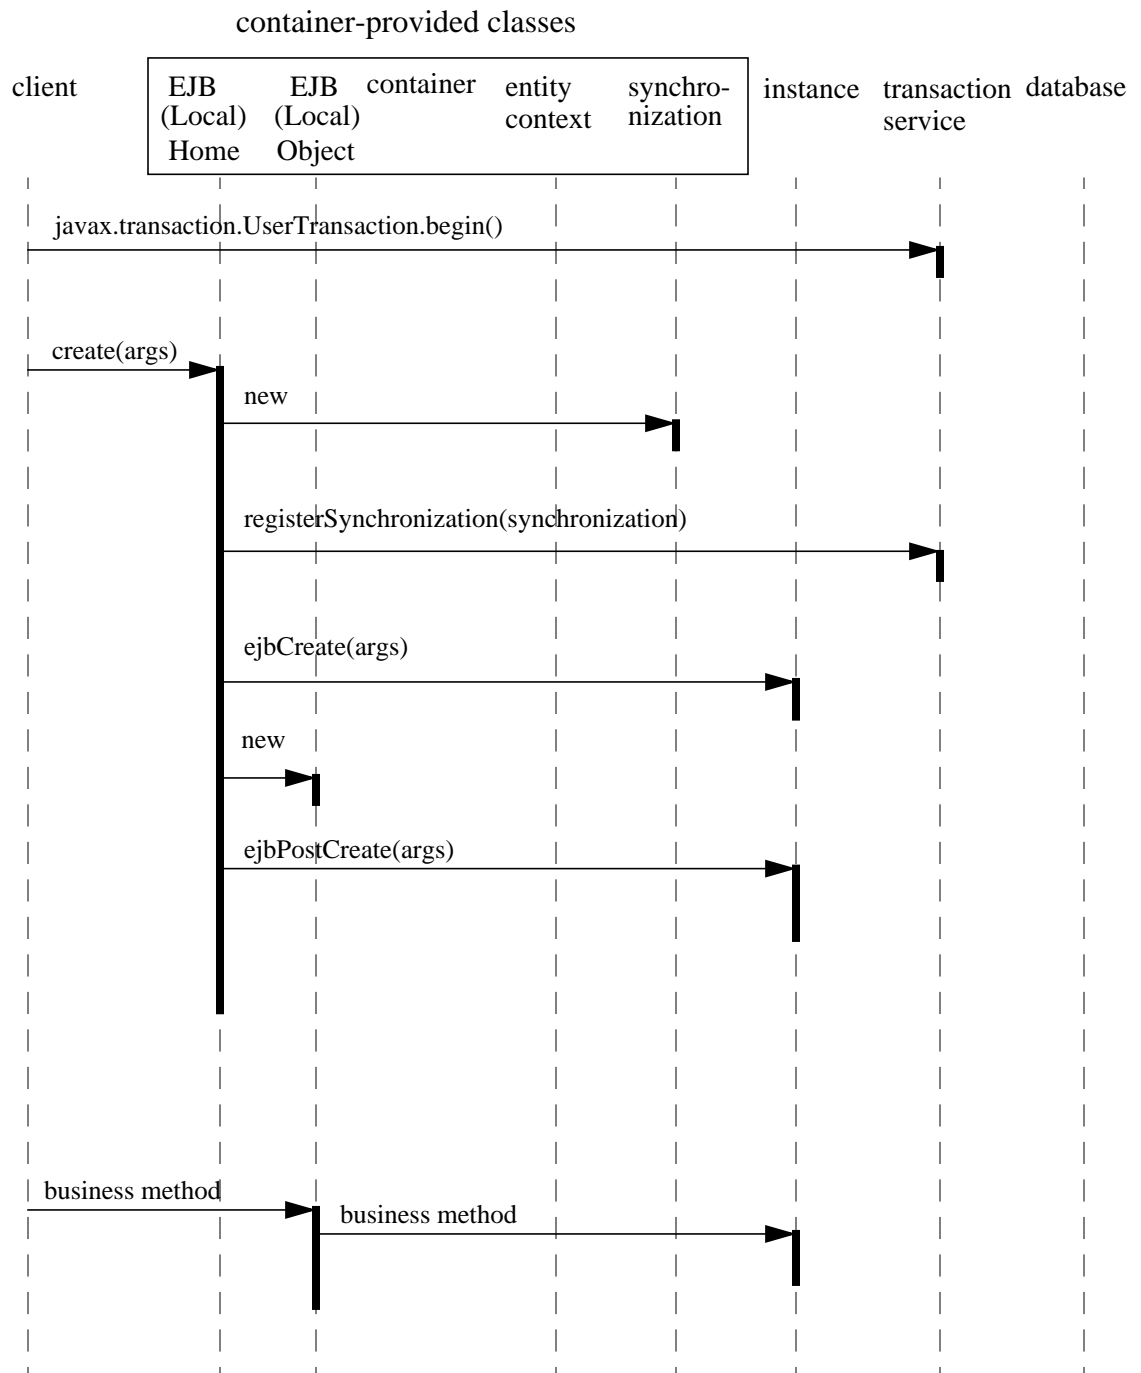 container-provided classes
client
EJB
(Local)
Home
EJB
(Local)
Object
container
entity
context
synchro-
nization
instance
transaction
service
database
javax.transaction.UserTransaction.begin()
create(args)
new
registerSynchronization(synchronization)
ejbCreate(args)
new
ejbPostCreate(args)
business method
business method